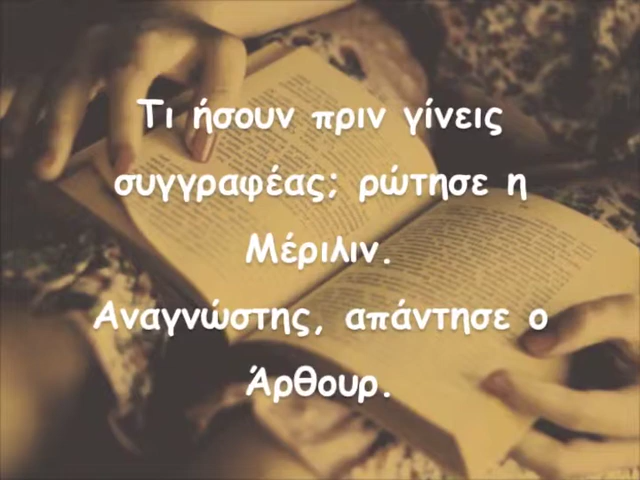 Τι ήσουν πριν γίνεις
συγγραφέας; ρώτησε η
Μέριλιν.
Αναγνώστης, απάντησε ο
Άρθουρ.